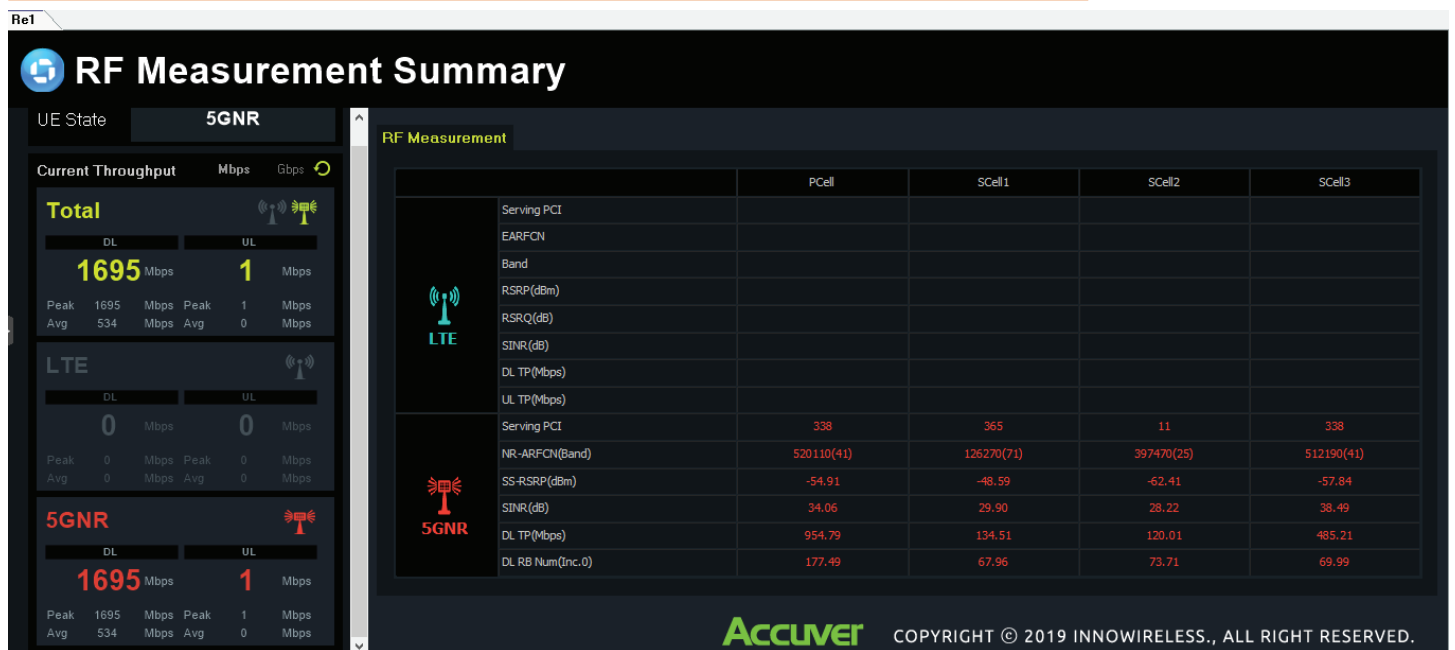 Re1
RF Measurement Summary
UE State 5GNR
Current Throughput Mbps Gbps
Total
DL UL
1695 Mbps 1 Mbps
Peak 1695 Mbps Peak 1 Mbps
Avg 534 Mbps Avg 0 Mbps
LTE
DL UL
0 Mbps 0 Mbps
Peak 0 Mbps Peak 0 Mbps
Avg 0 Mbps Avg 0 Mbps
5GNR
DL UL
1695 Mbps 1 Mbps
Peak 1695 Mbps Peak 1 Mbps
Avg 534 Mbps Avg 0 Mbps
RF Measurement
PCell SCell1 SCell2 SCell3
LTE
Serving PCI
EARFCN
Band
RSRP(dBm)
RSRQ(dB)
SINR(dB)
DL TP(Mbps)
UL TP(Mbps)
5GNR
Serving PCI 338 365 11 338
NR-ARFCN(Band) 520110(41) 126270(71) 397470(25) 512190(41)
SS-RSRP(dBm) -54.91 -48.59 -62.41 -57.84
SINR(dB) 34.06 29.90 28.22 38.49
DL TP(Mbps) 954.79 134.51 120.01 485.21
DL RB Num(Inc.0) 177.49 67.96 73.71 69.99
Accuver COPYRIGHT © 2019 INNOWIRELESS., ALL RIGHT RESERVED.